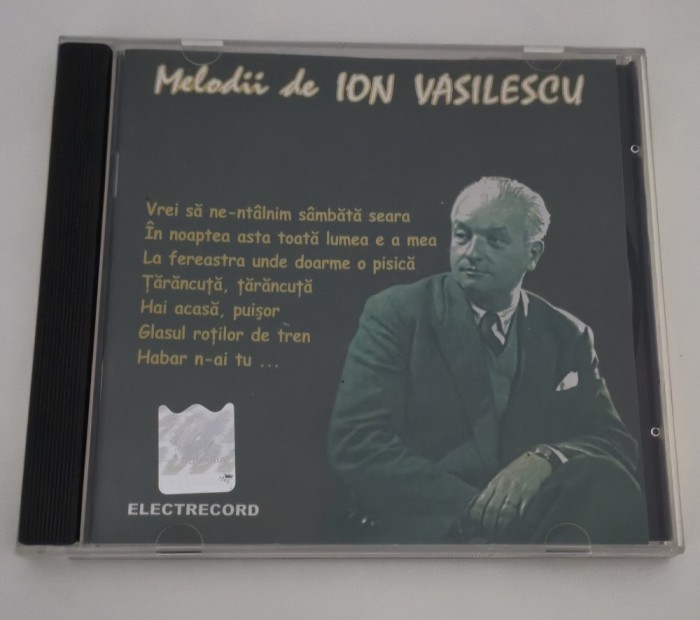 Melodii de ION VASILESCU
Vrei să ne-ntâlnim sâmbătă seara
În noaptea asta toată lumea e a mea
La fereastra unde doarme o pisică
Țărăncuță, țărăncuță
Hai acasă, puișor
Glasul roților de tren
Habar n-ai tu ...
ELECTRECORD